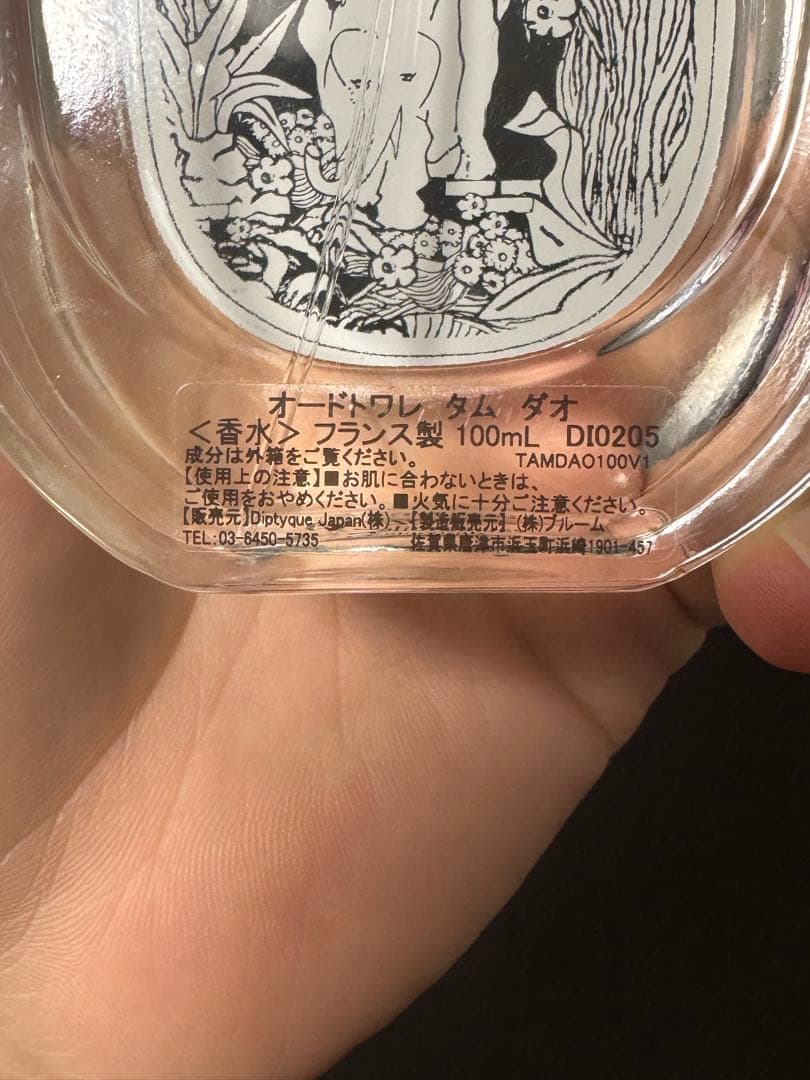 オードトワレ タム ダオ
＜香水＞ フランス製 100mL DI0205
成分は外箱をご覧ください。 TAMDAO100V1
【使用上の注意】■お肌に合わないときは、
ご使用をおやめください。■火気に十分ご注意ください。
【販売元】Diptyque Japan(株) 【製造販売元】(株)ブルーム
TEL:03-6450-5735 佐賀県唐津市浜玉町浜崎1901-457